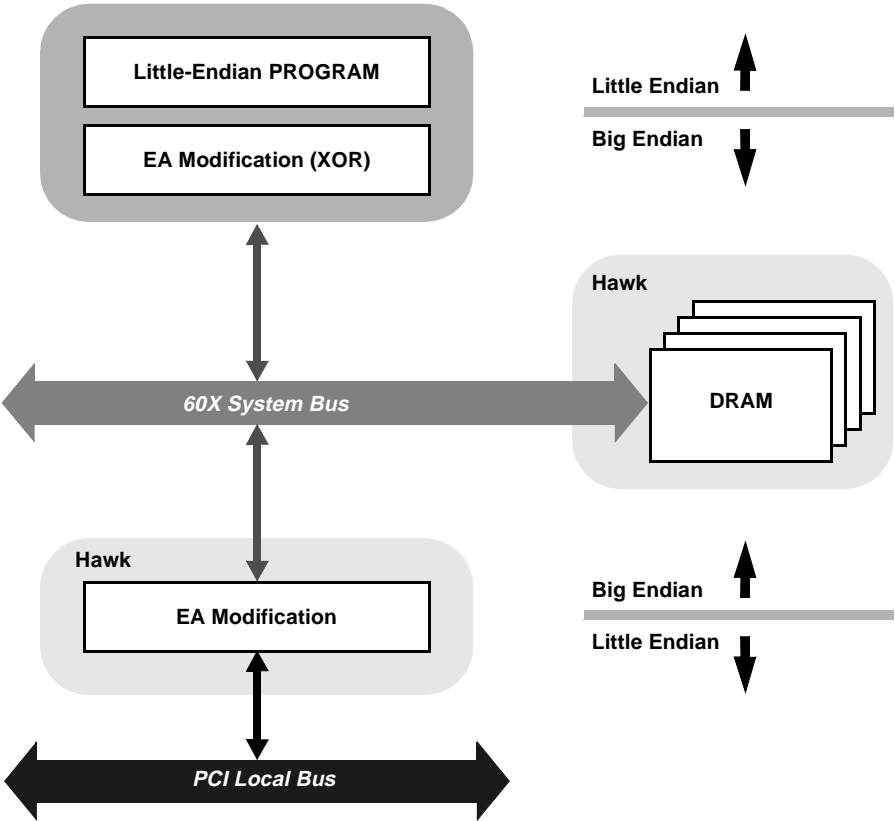 Little-Endian PROGRAM
EA Modification (XOR)
Little Endian
Big Endian
Hawk
DRAM
60X System Bus
Hawk
EA Modification
Big Endian
Little Endian
PCI Local Bus